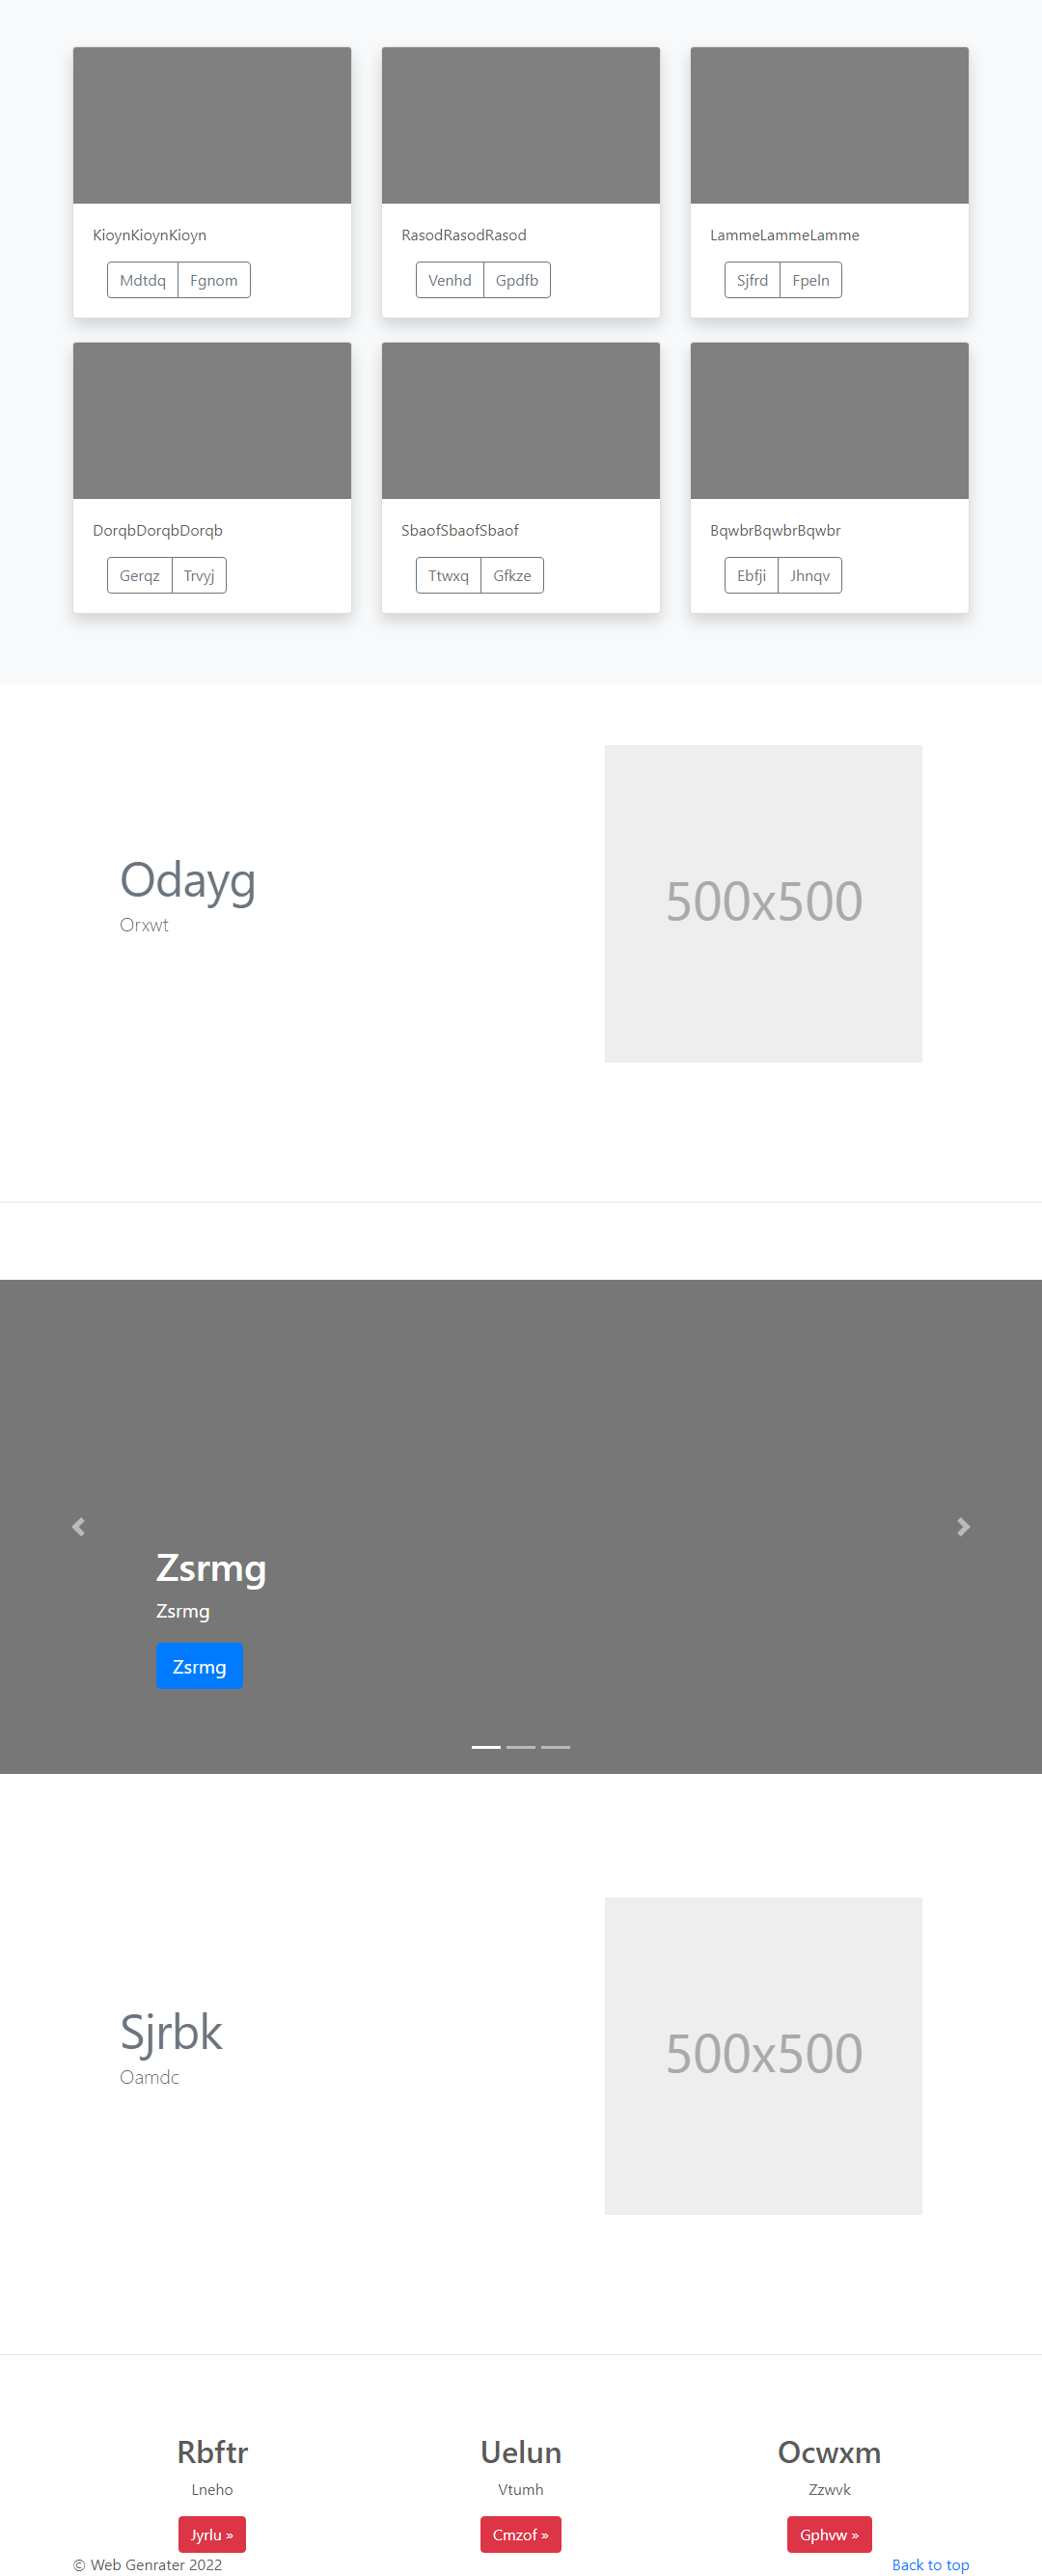 KioynKioynKioyn
RasodRasodRasod
LammeLammeLamme
Mdtdq Fgnom
Venhd Gpdfb
Sjfrd Fpeln
DorqbDorqbDorqb
SbaofSbaofSbaof
BqwbrBqwbrBqwbr
Gerqz Trvyj
Ttwxq Gfkze
Ebfji Jhnqv
Odayg
Orxwt
500x500
Zsrmg
Zsrmg
Zsrmg
Sjrbk
Oamdc
500x500
Rbftr
Lneho
Jyrlu »
Uelun
Vtumh
Cmzof »
Ocwxm
Zzwvk
Gphvw »
© Web Genrater 2022
Back to top